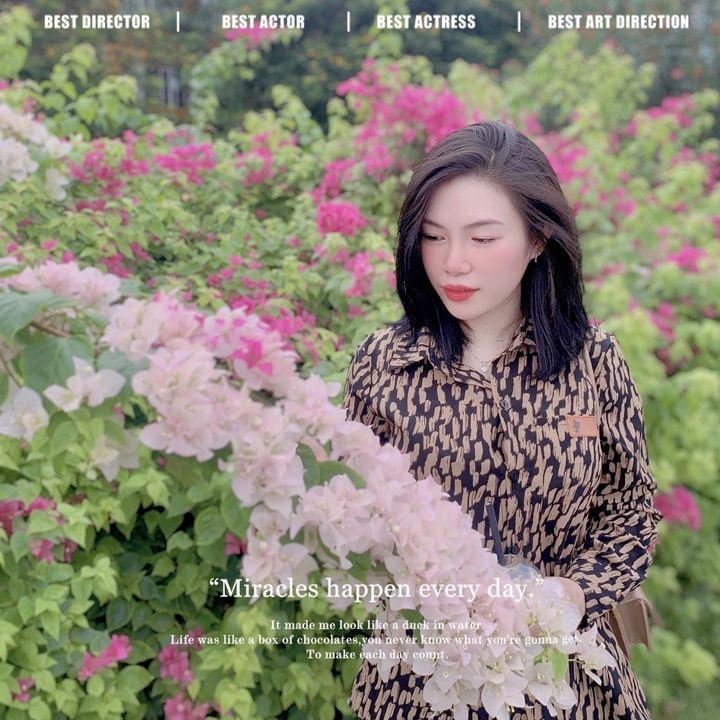 BEST DIRECTOR | BEST ACTOR | BEST ACTRESS | BEST ART DIRECTION
“Miracles happen every day.”
It made me look like a duck in water.
Life was like a box of chocolates,you never know what you're gonna get.
To make each day count.